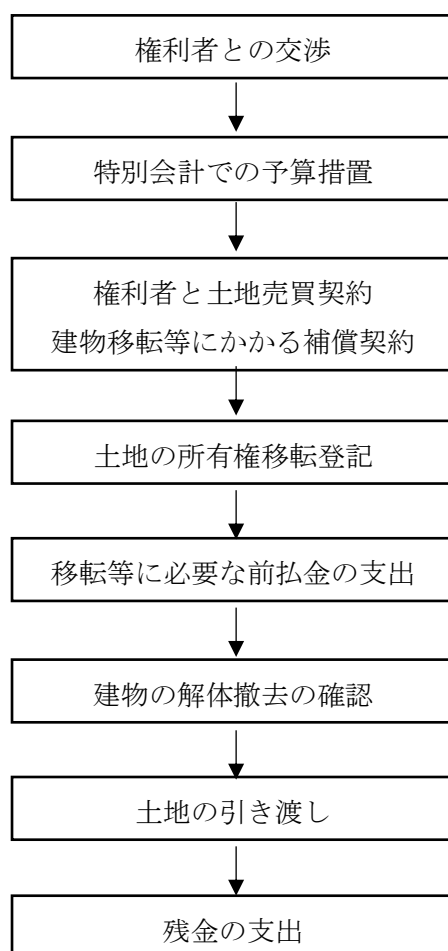 権利者との交渉
特別会計での予算措置
権利者と土地売買契約
建物移転等にかかる補償契約
土地の所有権移転登記
移転等に必要な前払金の支出
建物の解体撤去の確認
土地の引き渡し
残金の支出